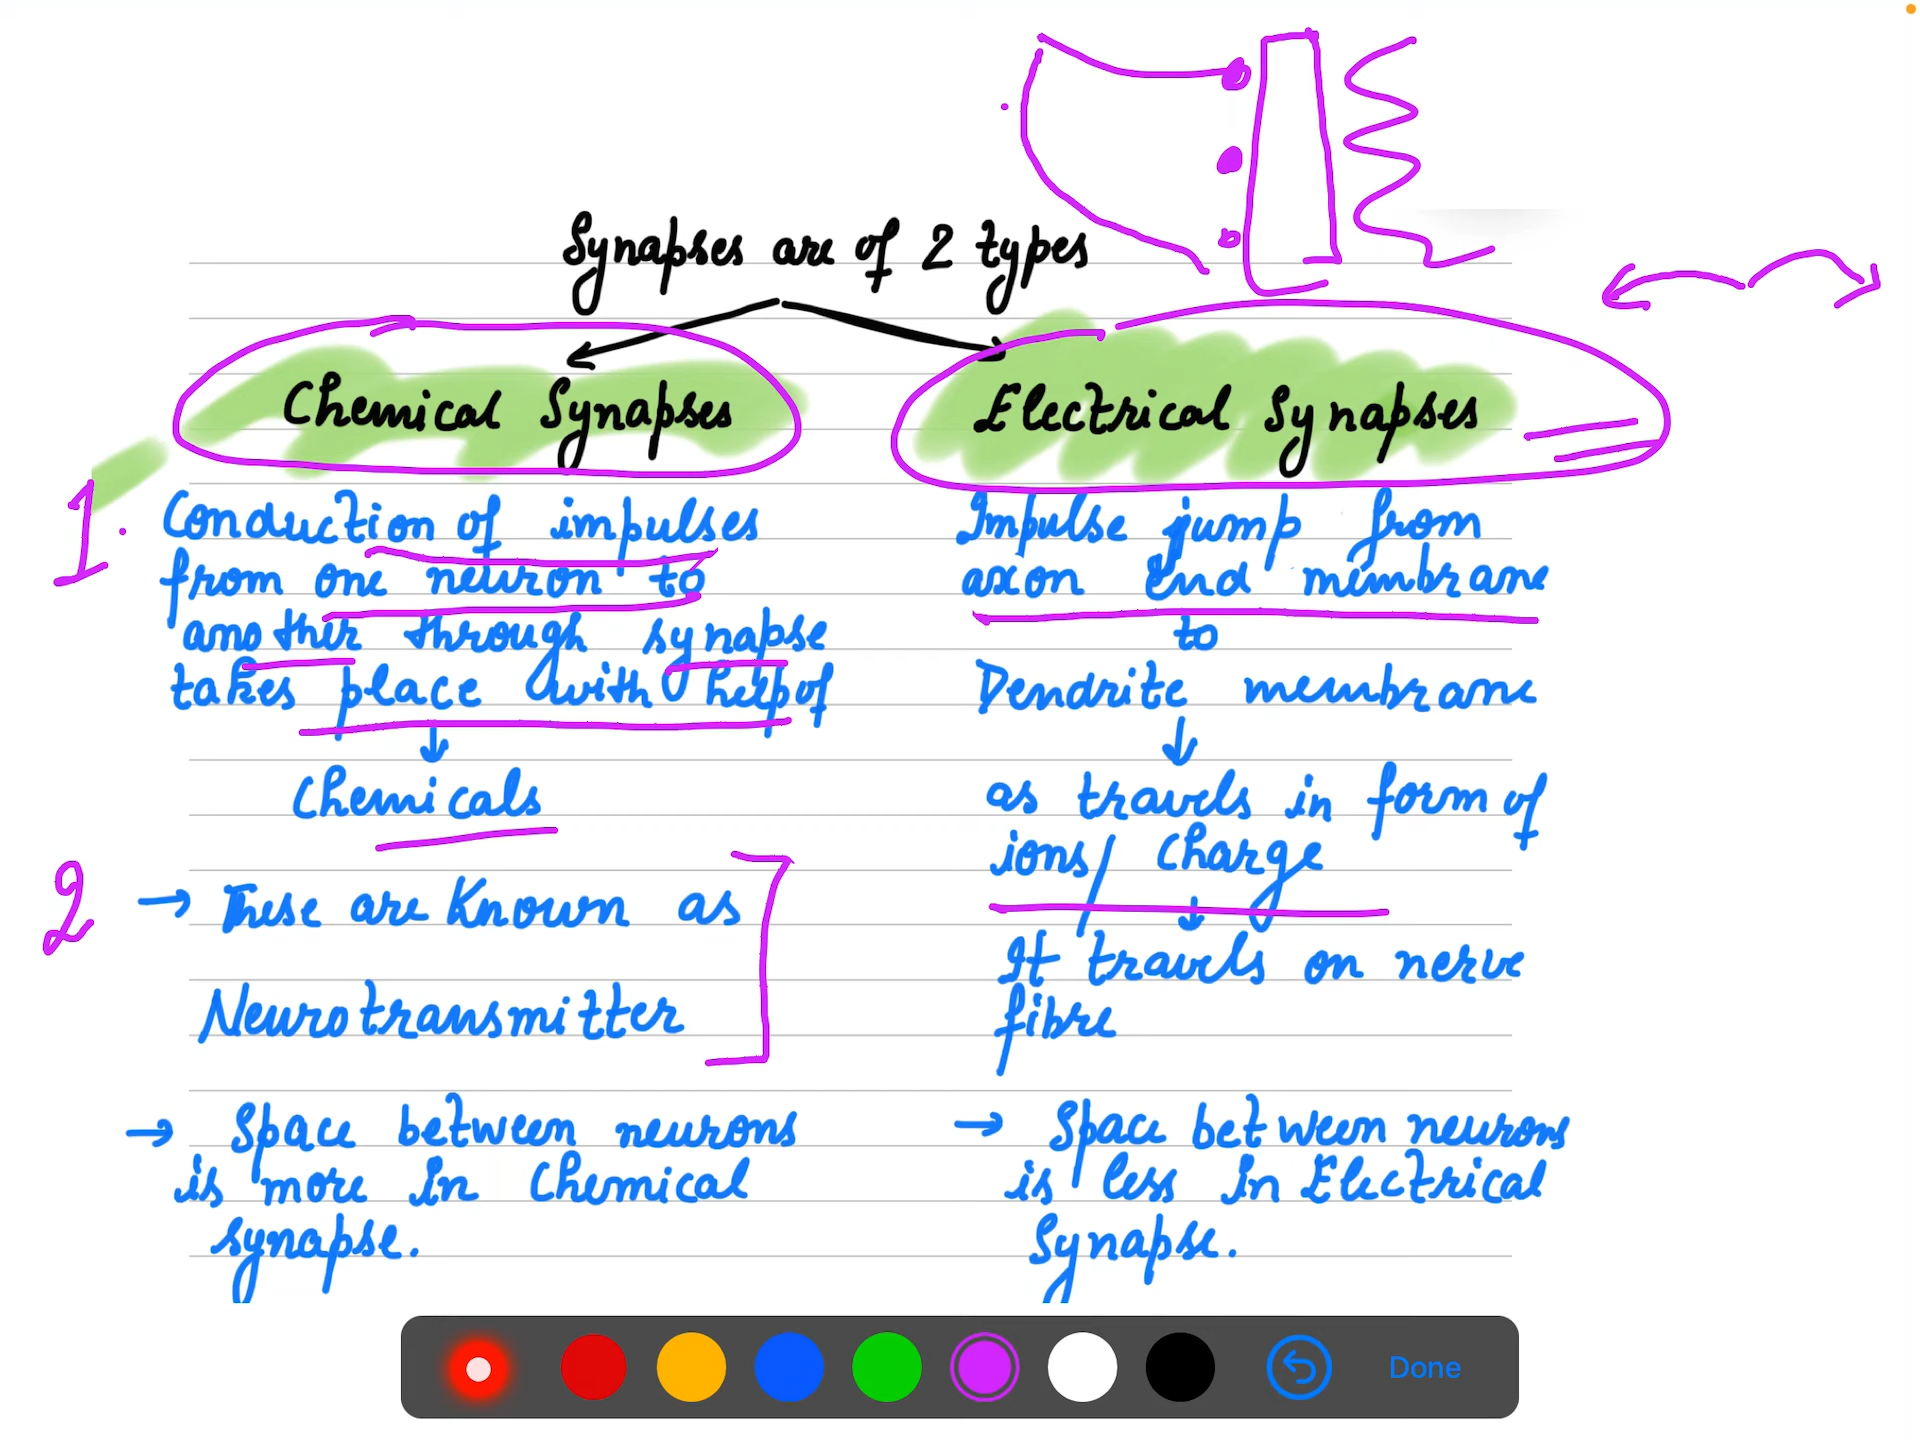 Synapses are of 2 types
Chemical Synapses
1.
Conduction of impulses
from one neuron to
another through synapse
takes place with help of
Chemicals
2
→ These are Known as
Neurotransmitter
→ Space between neurons
is more In Chemical
synapse.
Electrical Synapses
Impulse jump from
axon End membrane
to
Dendrite membrane
as travels in form of
ions/ Charge
It travels on nerve
fibre
→ Space between neurons
is less In Electrical
Synapse.
Done